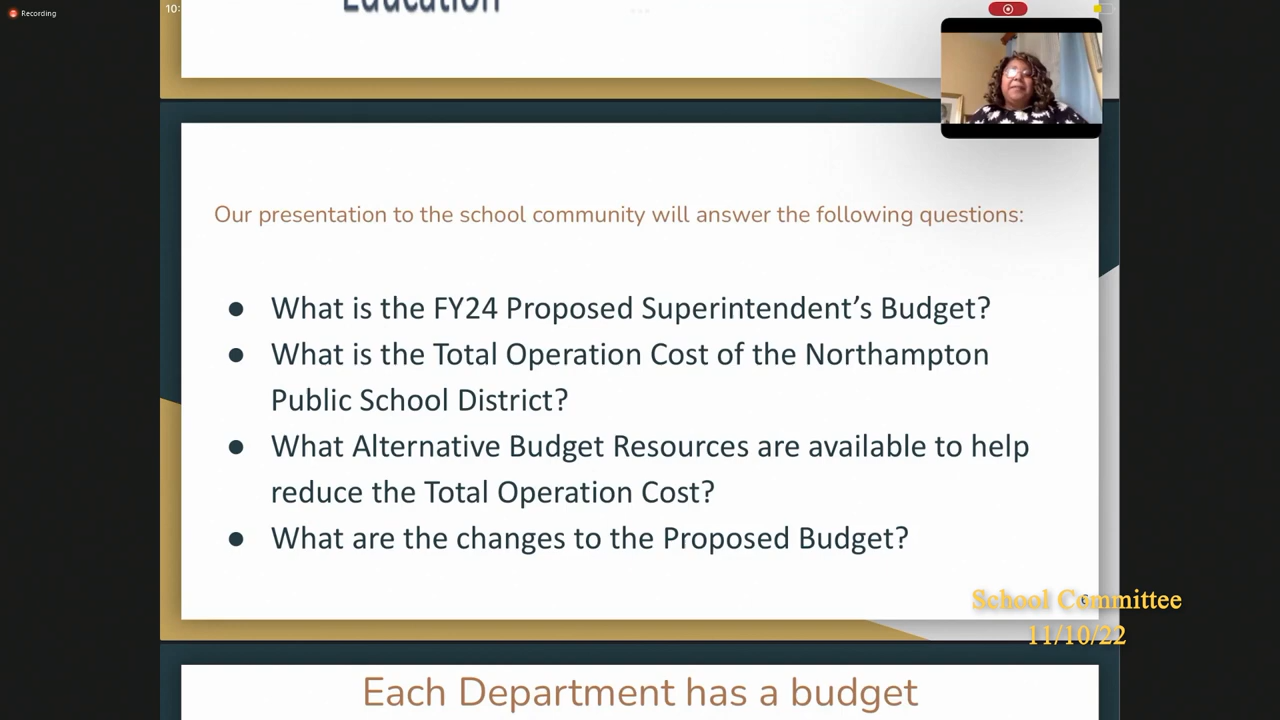 Recording
10:
Education
Our presentation to the school community will answer the following questions:
● What is the FY24 Proposed Superintendent’s Budget?
● What is the Total Operation Cost of the Northampton
Public School District?
● What Alternative Budget Resources are available to help
reduce the Total Operation Cost?
● What are the changes to the Proposed Budget?
School Committee
11/10/22
Each Department has a budget